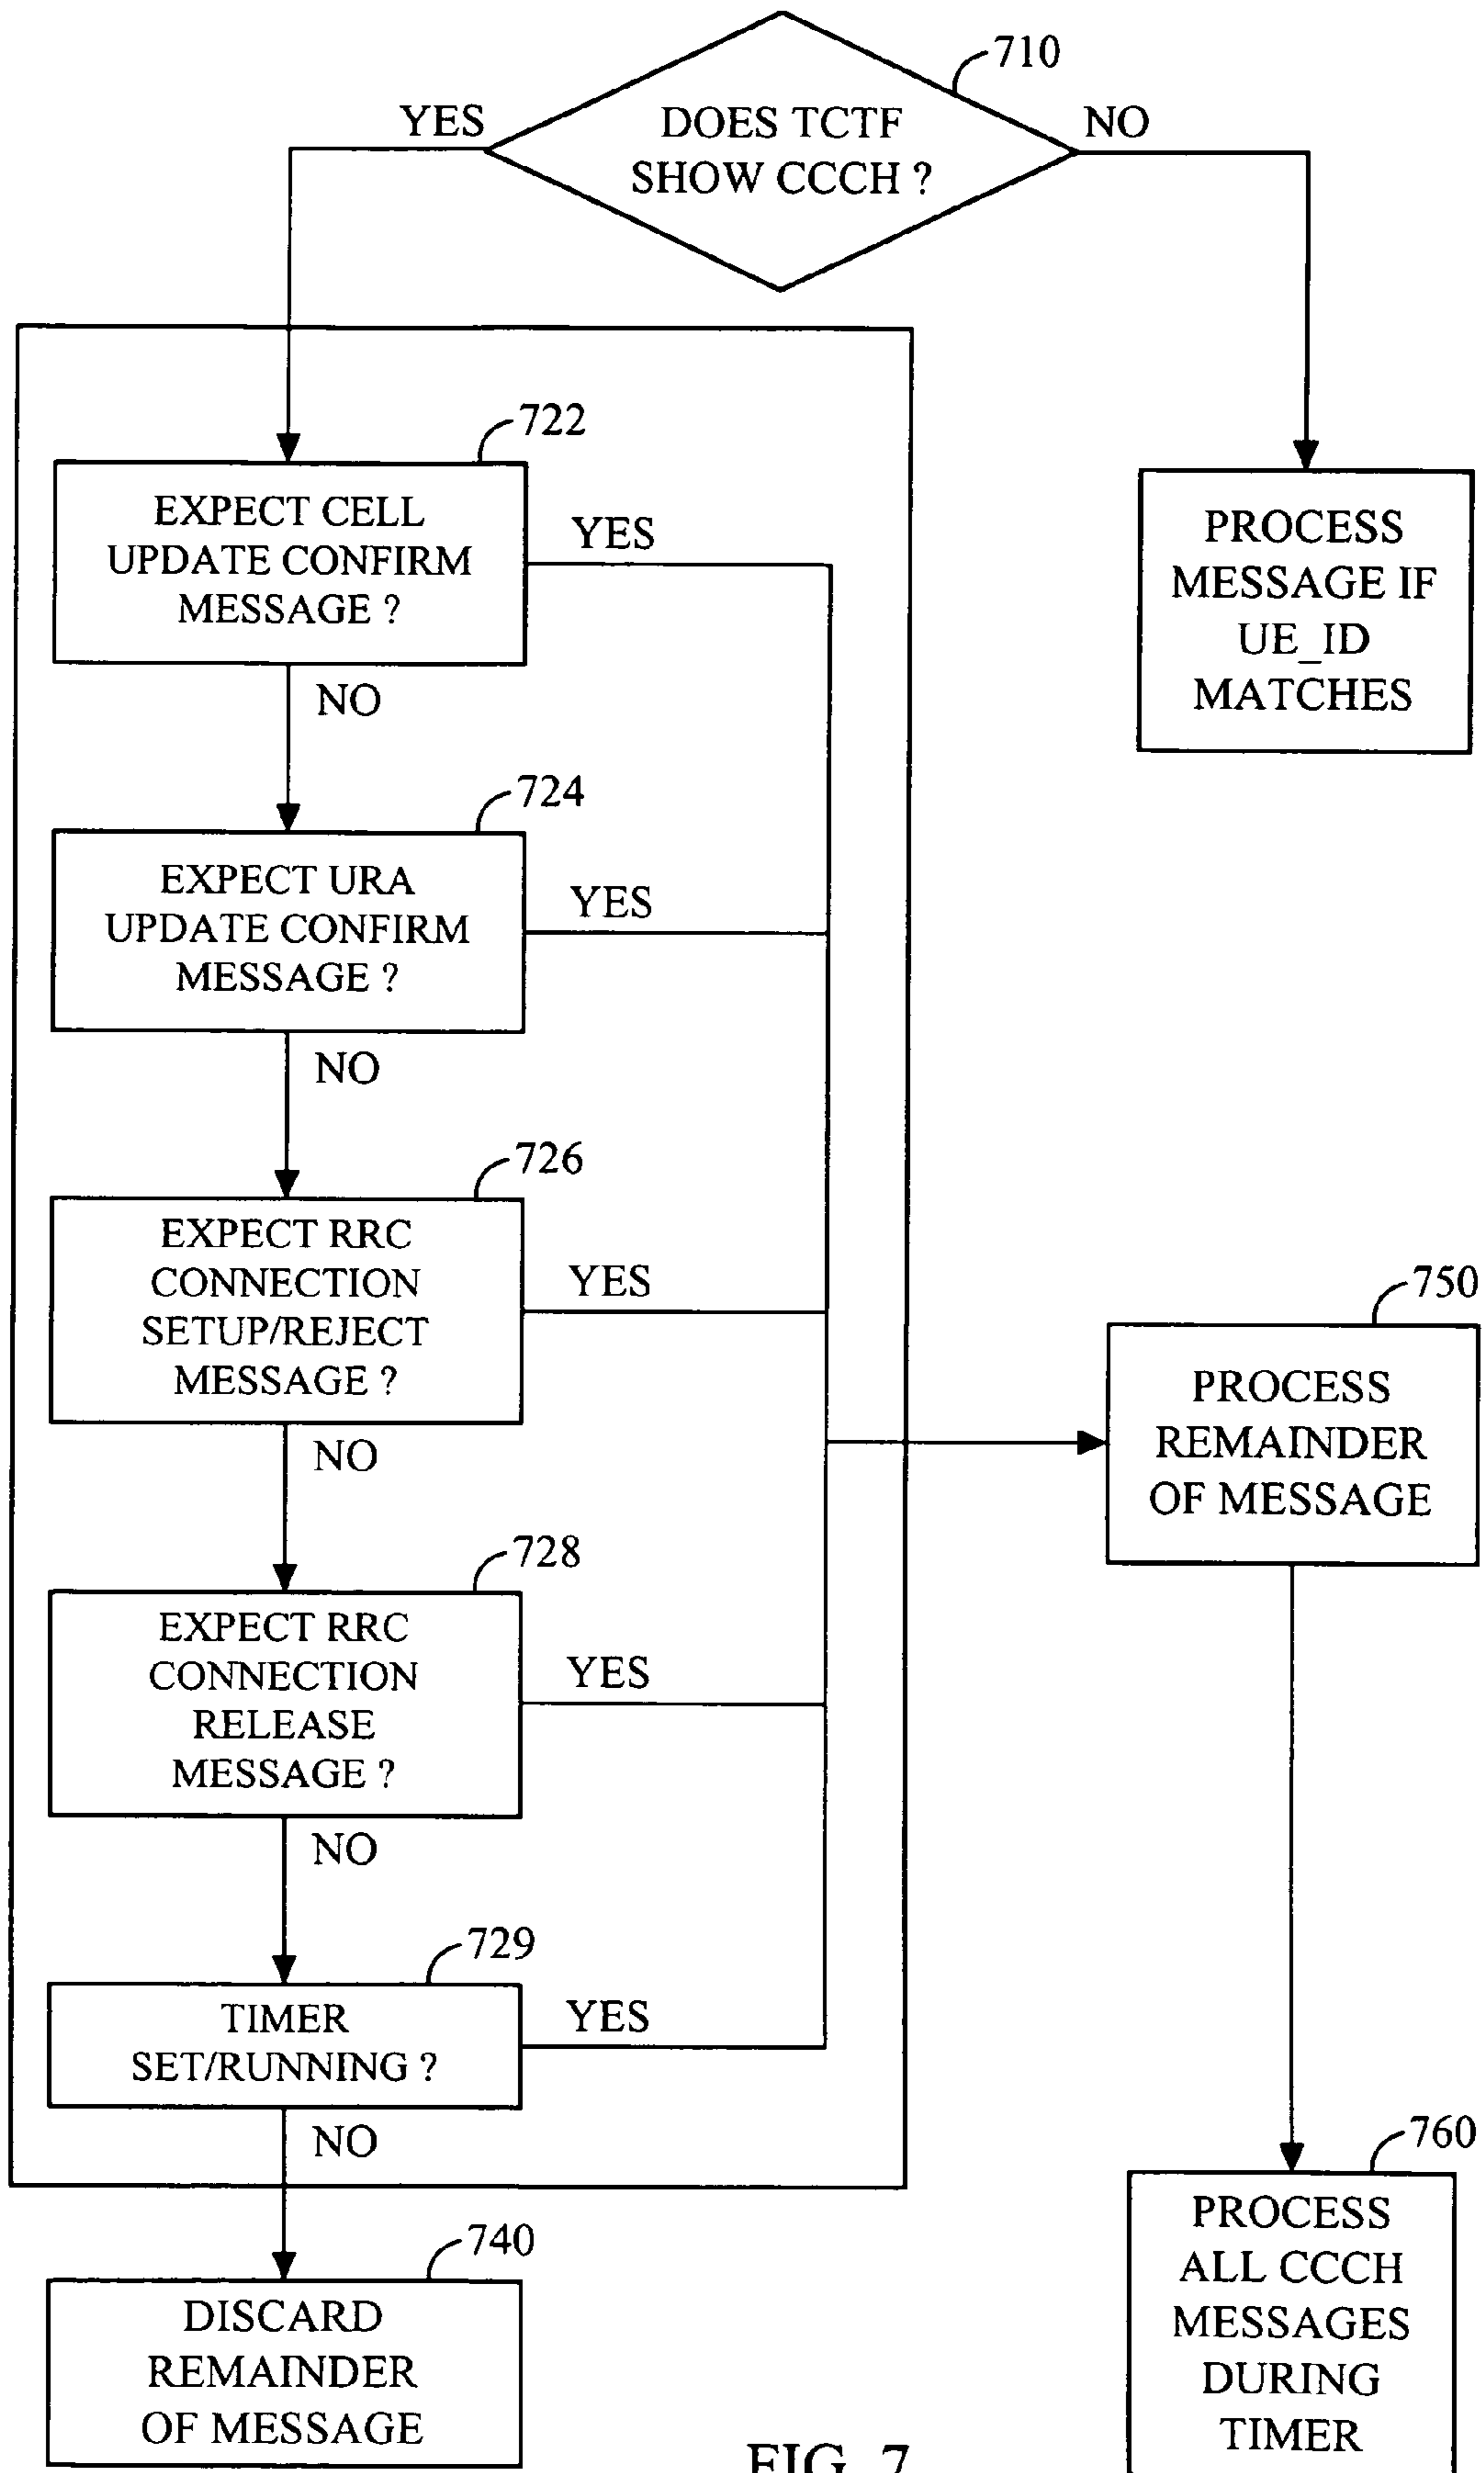 710
YES
DOES TCTF
SHOW CCCH ?
NO
722
EXPECT CELL
UPDATE CONFIRM
MESSAGE ?
YES
NO
PROCESS
MESSAGE IF
UE_ID
MATCHES
724
EXPECT URA
UPDATE CONFIRM
MESSAGE ?
YES
NO
726
EXPECT RRC
CONNECTION
SETUP/REJECT
MESSAGE ?
YES
NO
750
PROCESS
REMAINDER
OF MESSAGE
728
EXPECT RRC
CONNECTION
RELEASE
MESSAGE ?
YES
NO
729
TIMER
SET/RUNNING ?
YES
NO
740
DISCARD
REMAINDER
OF MESSAGE
760
PROCESS
ALL CCCH
MESSAGES
DURING
TIMER
FIG. 7